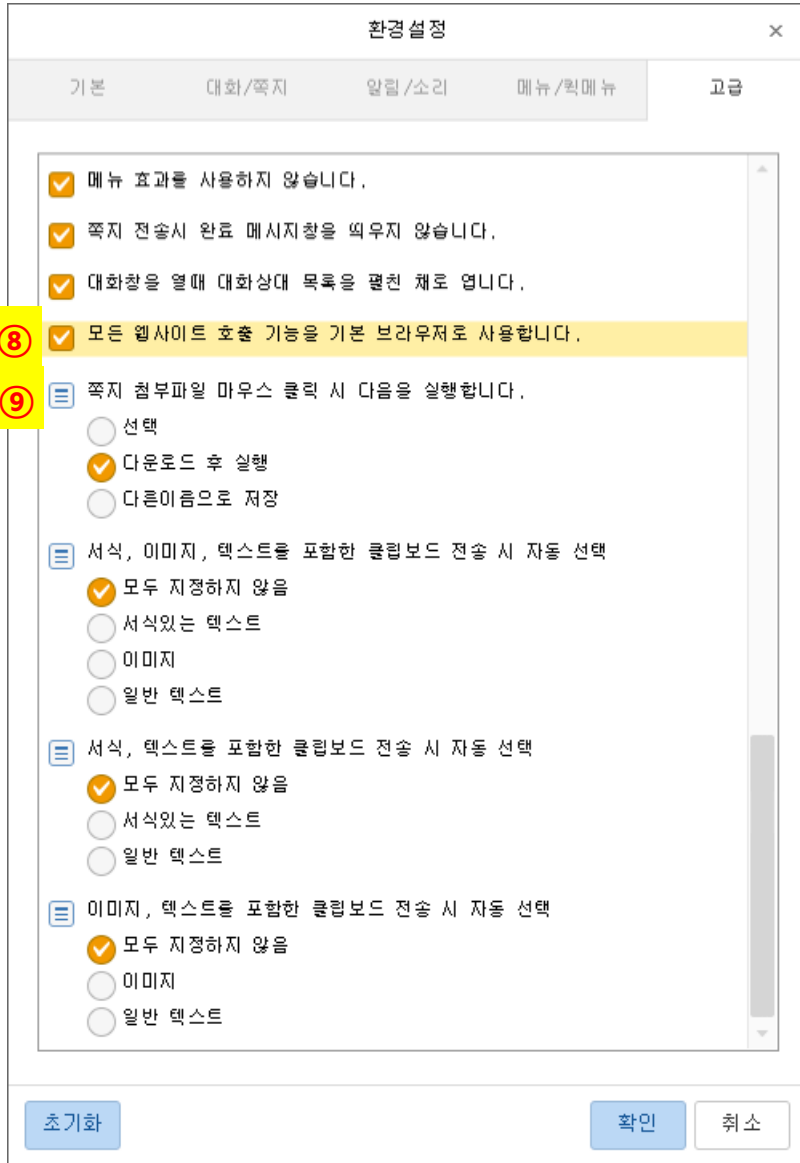 환경설정 ×
기본 대화/쪽지 알림/소리 메뉴/퀵메뉴 고급
메뉴 효과를 사용하지 않습니다.
쪽지 전송시 완료 메시지창을 띄우지 않습니다.
대화창을 열때 대화상대 목록을 펼친 채로 엽니다.
⑧ 모든 웹사이트 호출 기능을 기본 브라우저로 사용합니다.
⑨ 쪽지 첨부파일 마우스 클릭 시 다음을 실행합니다.
선택
다운로드 후 실행
다른이름으로 저장
서식, 이미지, 텍스트를 포함한 클립보드 전송 시 자동 선택
모두 지정하지 않음
서식있는 텍스트
이미지
일반 텍스트
서식, 텍스트를 포함한 클립보드 전송 시 자동 선택
모두 지정하지 않음
서식있는 텍스트
일반 텍스트
이미지, 텍스트를 포함한 클립보드 전송 시 자동 선택
모두 지정하지 않음
이미지
일반 텍스트
초기화 확인 취소